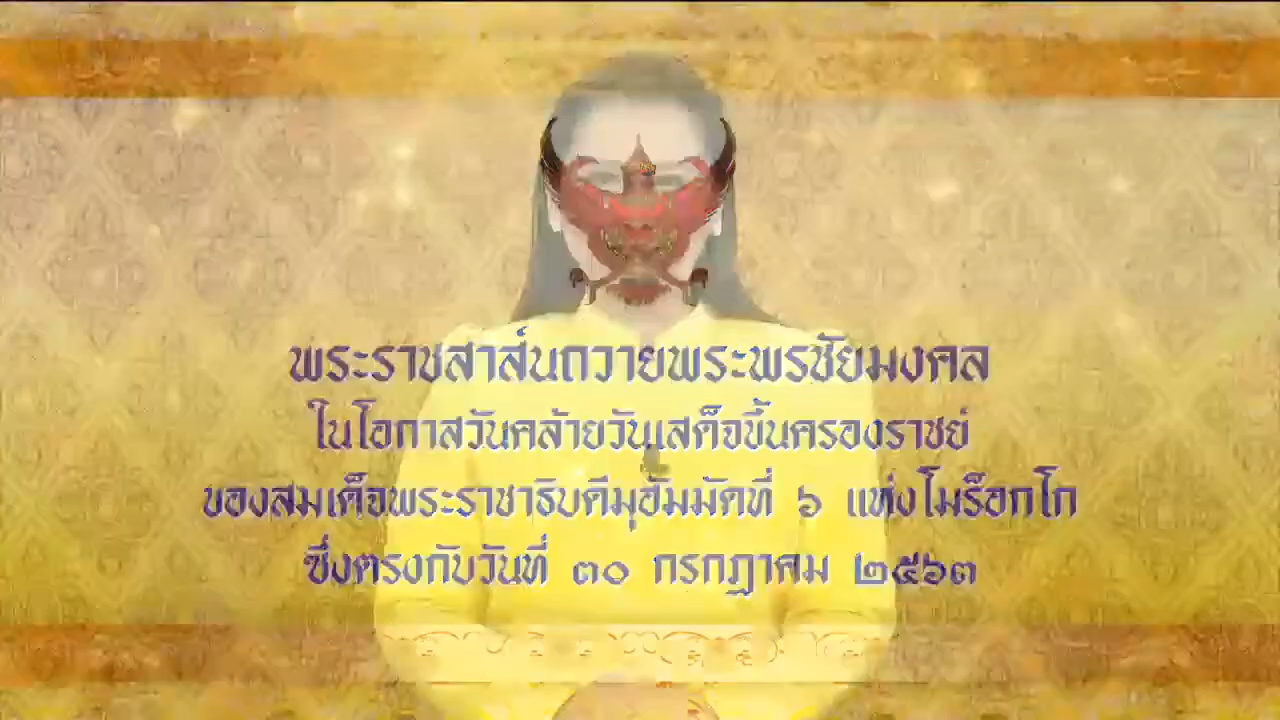 พระราชสาส์นถวายพระพรชัยมงคล
ในโอกาสวันคล้ายวันเสด็จขึ้นครองราชย์
ของสมเด็จพระราชาธิบดีมุฮัมมัดที่ ๖ แห่งโมร็อกโก
ซึ่งตรงกับวันที่ ๓๐ กรกฎาคม ๒๕๖๓